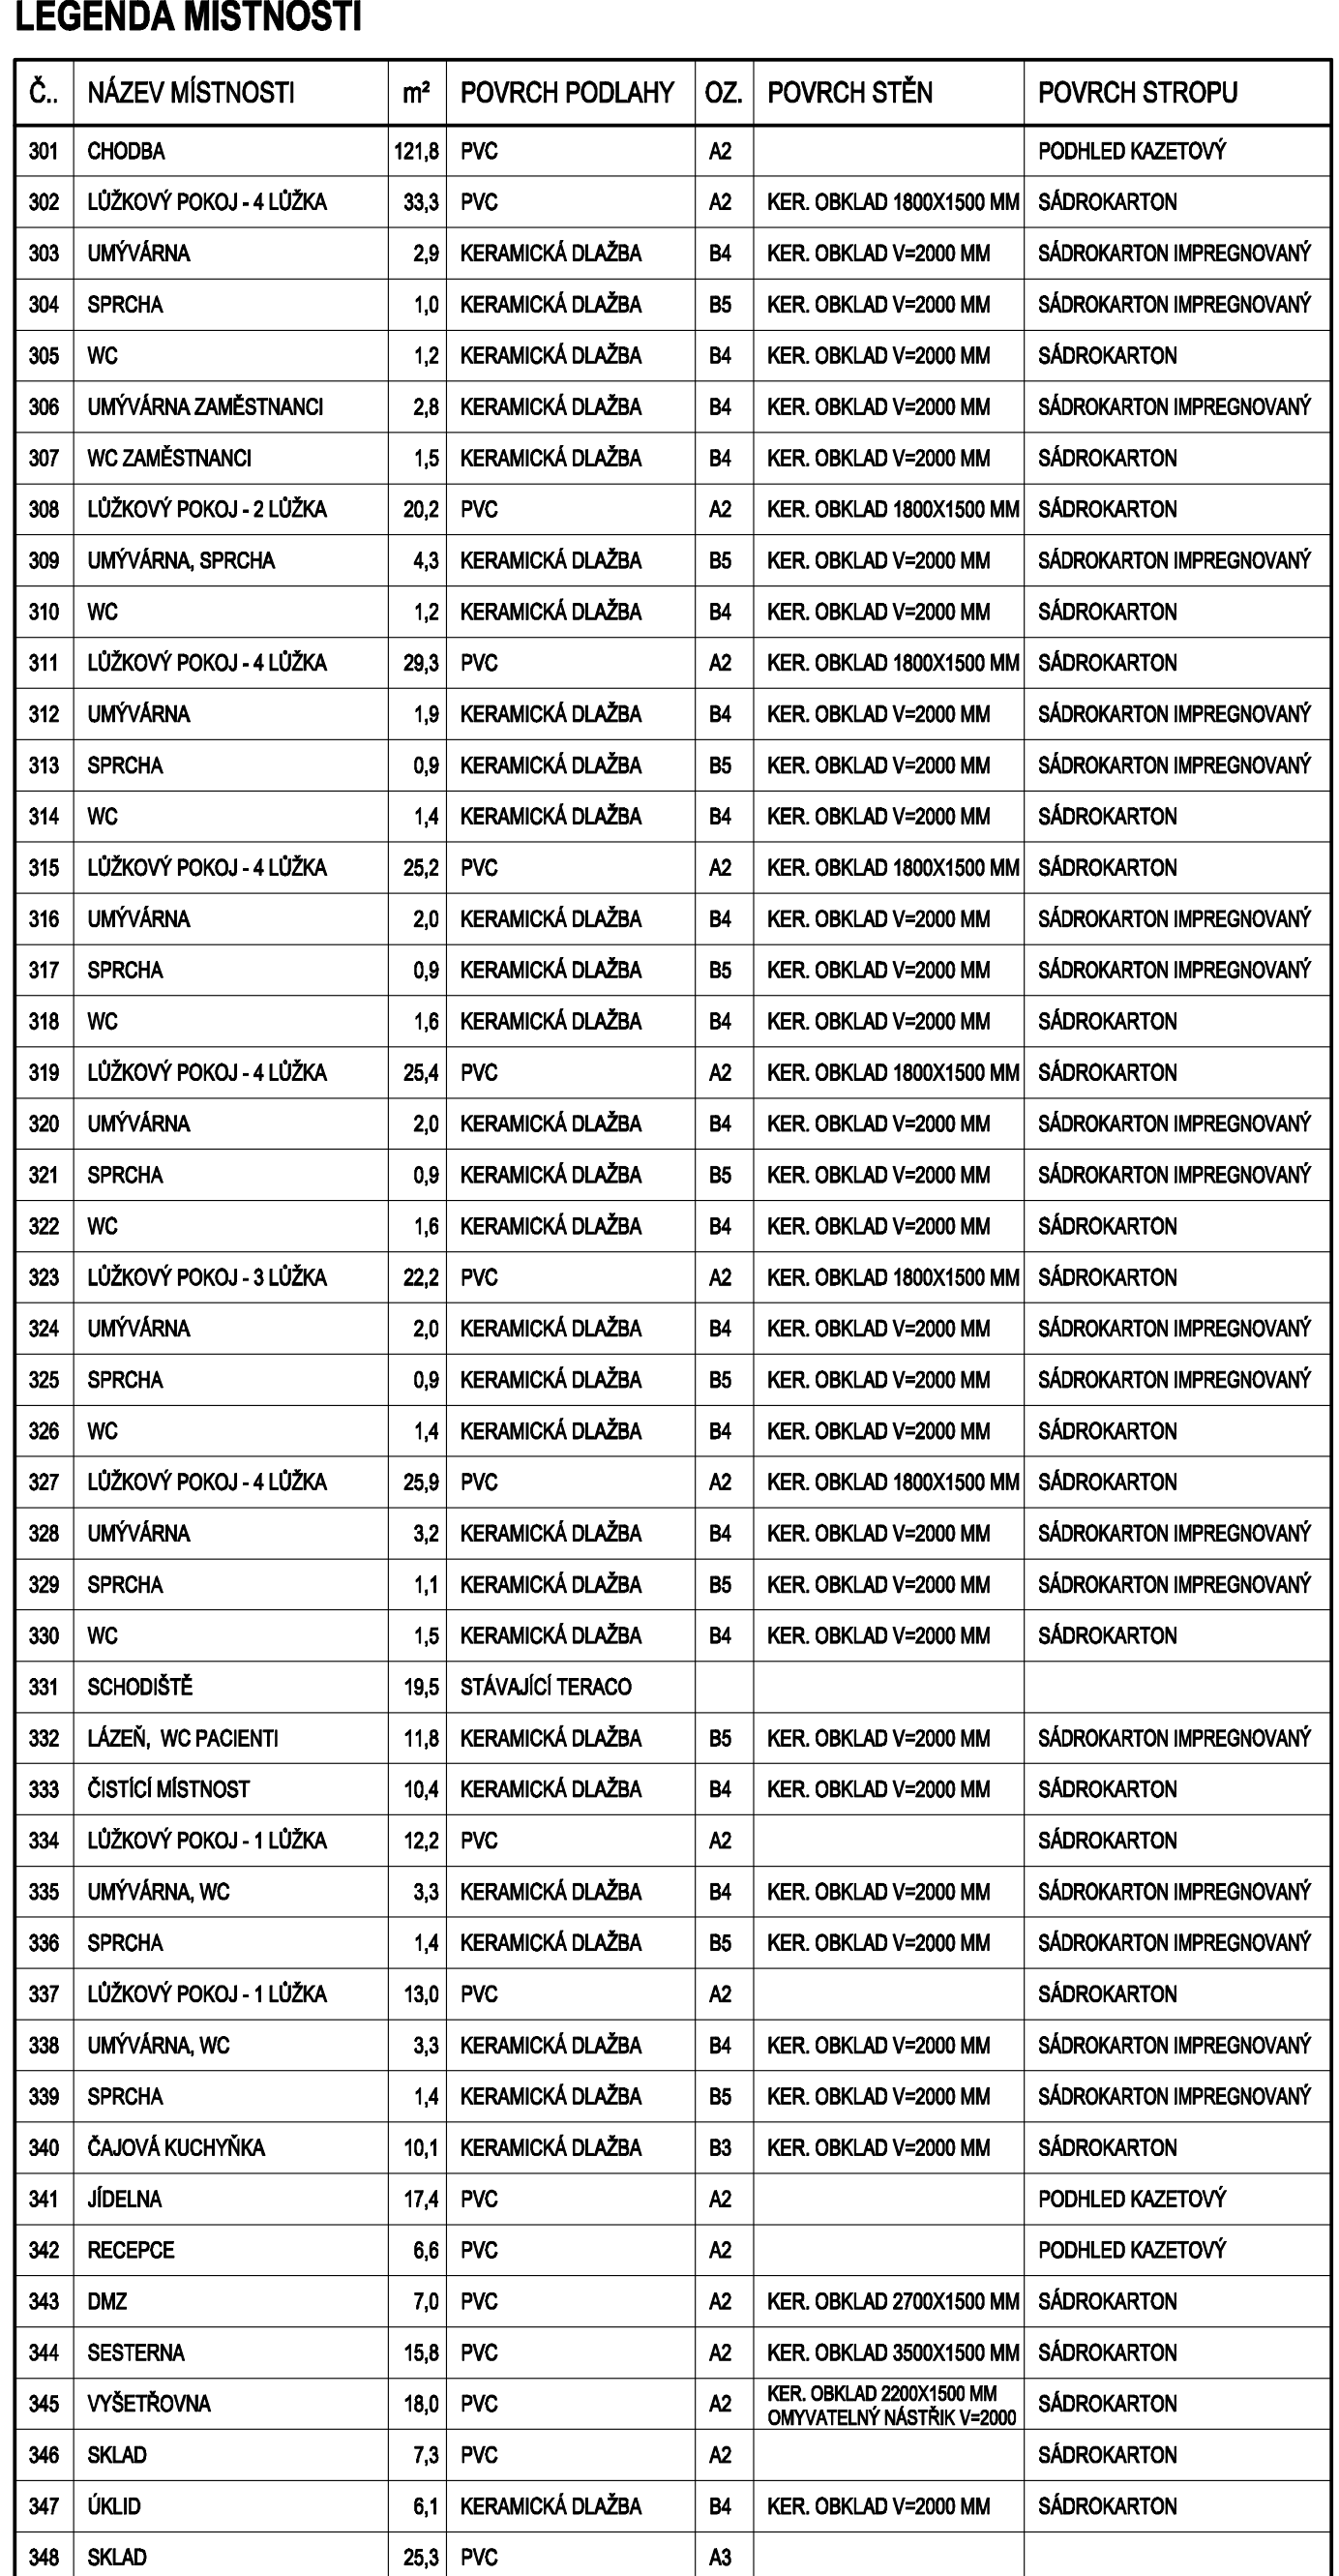 LEGENDA MÍSTNOSTÍ
Č.. NÁZEV MÍSTNOSTI m² POVRCH PODLAHY OZ. POVRCH STĚN POVRCH STROPU
301 CHODBA 121,8 PVC A2 PODHLED KAZETOVÝ
302 LŮŽKOVÝ POKOJ - 4 LŮŽKA 33,3 PVC A2 KER. OBKLAD 1800X1500 MM SÁDROKARTON
303 UMÝVÁRNA 2,9 KERAMICKÁ DLAŽBA B4 KER. OBKLAD V=2000 MM SÁDROKARTON IMPREGNOVANÝ
304 SPRCHA 1,0 KERAMICKÁ DLAŽBA B5 KER. OBKLAD V=2000 MM SÁDROKARTON IMPREGNOVANÝ
305 WC 1,2 KERAMICKÁ DLAŽBA B4 KER. OBKLAD V=2000 MM SÁDROKARTON
306 UMÝVÁRNA ZAMĚSTNANCI 2,8 KERAMICKÁ DLAŽBA B4 KER. OBKLAD V=2000 MM SÁDROKARTON IMPREGNOVANÝ
307 WC ZAMĚSTNANCI 1,5 KERAMICKÁ DLAŽBA B4 KER. OBKLAD V=2000 MM SÁDROKARTON
308 LŮŽKOVÝ POKOJ - 2 LŮŽKA 20,2 PVC A2 KER. OBKLAD 1800X1500 MM SÁDROKARTON
309 UMÝVÁRNA, SPRCHA 4,3 KERAMICKÁ DLAŽBA B5 KER. OBKLAD V=2000 MM SÁDROKARTON IMPREGNOVANÝ
310 WC 1,2 KERAMICKÁ DLAŽBA B4 KER. OBKLAD V=2000 MM SÁDROKARTON
311 LŮŽKOVÝ POKOJ - 4 LŮŽKA 29,3 PVC A2 KER. OBKLAD 1800X1500 MM SÁDROKARTON
312 UMÝVÁRNA 1,9 KERAMICKÁ DLAŽBA B4 KER. OBKLAD V=2000 MM SÁDROKARTON IMPREGNOVANÝ
313 SPRCHA 0,9 KERAMICKÁ DLAŽBA B5 KER. OBKLAD V=2000 MM SÁDROKARTON IMPREGNOVANÝ
314 WC 1,4 KERAMICKÁ DLAŽBA B4 KER. OBKLAD V=2000 MM SÁDROKARTON
315 LŮŽKOVÝ POKOJ - 4 LŮŽKA 25,2 PVC A2 KER. OBKLAD 1800X1500 MM SÁDROKARTON
316 UMÝVÁRNA 2,0 KERAMICKÁ DLAŽBA B4 KER. OBKLAD V=2000 MM SÁDROKARTON IMPREGNOVANÝ
317 SPRCHA 0,9 KERAMICKÁ DLAŽBA B5 KER. OBKLAD V=2000 MM SÁDROKARTON IMPREGNOVANÝ
318 WC 1,6 KERAMICKÁ DLAŽBA B4 KER. OBKLAD V=2000 MM SÁDROKARTON
319 LŮŽKOVÝ POKOJ - 4 LŮŽKA 25,4 PVC A2 KER. OBKLAD 1800X1500 MM SÁDROKARTON
320 UMÝVÁRNA 2,0 KERAMICKÁ DLAŽBA B4 KER. OBKLAD V=2000 MM SÁDROKARTON IMPREGNOVANÝ
321 SPRCHA 0,9 KERAMICKÁ DLAŽBA B5 KER. OBKLAD V=2000 MM SÁDROKARTON IMPREGNOVANÝ
322 WC 1,6 KERAMICKÁ DLAŽBA B4 KER. OBKLAD V=2000 MM SÁDROKARTON
323 LŮŽKOVÝ POKOJ - 3 LŮŽKA 22,2 PVC A2 KER. OBKLAD 1800X1500 MM SÁDROKARTON
324 UMÝVÁRNA 2,0 KERAMICKÁ DLAŽBA B4 KER. OBKLAD V=2000 MM SÁDROKARTON IMPREGNOVANÝ
325 SPRCHA 0,9 KERAMICKÁ DLAŽBA B5 KER. OBKLAD V=2000 MM SÁDROKARTON IMPREGNOVANÝ
326 WC 1,4 KERAMICKÁ DLAŽBA B4 KER. OBKLAD V=2000 MM SÁDROKARTON
327 LŮŽKOVÝ POKOJ - 4 LŮŽKA 25,9 PVC A2 KER. OBKLAD 1800X1500 MM SÁDROKARTON
328 UMÝVÁRNA 3,2 KERAMICKÁ DLAŽBA B4 KER. OBKLAD V=2000 MM SÁDROKARTON IMPREGNOVANÝ
329 SPRCHA 1,1 KERAMICKÁ DLAŽBA B5 KER. OBKLAD V=2000 MM SÁDROKARTON IMPREGNOVANÝ
330 WC 1,5 KERAMICKÁ DLAŽBA B4 KER. OBKLAD V=2000 MM SÁDROKARTON
331 SCHODIŠTĚ 19,5 STÁVAJÍCÍ TERACO
332 LÁZEŇ, WC PACIENTI 11,8 KERAMICKÁ DLAŽBA B5 KER. OBKLAD V=2000 MM SÁDROKARTON IMPREGNOVANÝ
333 ČISTÍCÍ MÍSTNOST 10,4 KERAMICKÁ DLAŽBA B4 KER. OBKLAD V=2000 MM SÁDROKARTON
334 LŮŽKOVÝ POKOJ - 1 LŮŽKA 12,2 PVC A2 SÁDROKARTON
335 UMÝVÁRNA, WC 3,3 KERAMICKÁ DLAŽBA B4 KER. OBKLAD V=2000 MM SÁDROKARTON IMPREGNOVANÝ
336 SPRCHA 1,4 KERAMICKÁ DLAŽBA B5 KER. OBKLAD V=2000 MM SÁDROKARTON IMPREGNOVANÝ
337 LŮŽKOVÝ POKOJ - 1 LŮŽKA 13,0 PVC A2 SÁDROKARTON
338 UMÝVÁRNA, WC 3,3 KERAMICKÁ DLAŽBA B4 KER. OBKLAD V=2000 MM SÁDROKARTON IMPREGNOVANÝ
339 SPRCHA 1,4 KERAMICKÁ DLAŽBA B5 KER. OBKLAD V=2000 MM SÁDROKARTON IMPREGNOVANÝ
340 ČAJOVÁ KUCHYŇKA 10,1 KERAMICKÁ DLAŽBA B3 KER. OBKLAD V=2000 MM SÁDROKARTON
341 JÍDELNA 17,4 PVC A2 PODHLED KAZETOVÝ
342 RECEPCE 6,6 PVC A2 PODHLED KAZETOVÝ
343 DMZ 7,0 PVC A2 KER. OBKLAD 2700X1500 MM SÁDROKARTON
344 SESTERNA 15,8 PVC A2 KER. OBKLAD 3500X1500 MM SÁDROKARTON
345 VYŠETŘOVNA 18,0 PVC A2 KER. OBKLAD 2200X1500 MM SÁDROKARTON
OMYVATELNÝ NÁSTŘIK V=2000
346 SKLAD 7,3 PVC A2 SÁDROKARTON
347 ÚKLID 6,1 KERAMICKÁ DLAŽBA B4 KER. OBKLAD V=2000 MM SÁDROKARTON
348 SKLAD 25,3 PVC A3